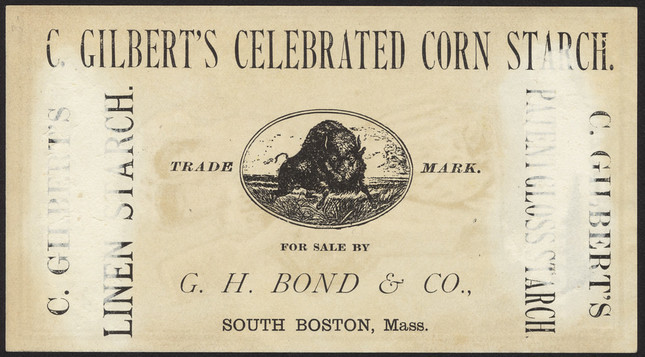 C. GILBERT'S CELEBRATED CORN STARCH.
C. GILBERT'S
LINEN STARCH.
TRADE MARK.
FOR SALE BY
G. H. BOND & CO.,
SOUTH BOSTON, Mass.
PATENT GLOSS STARCH.
C. GILBERT'S